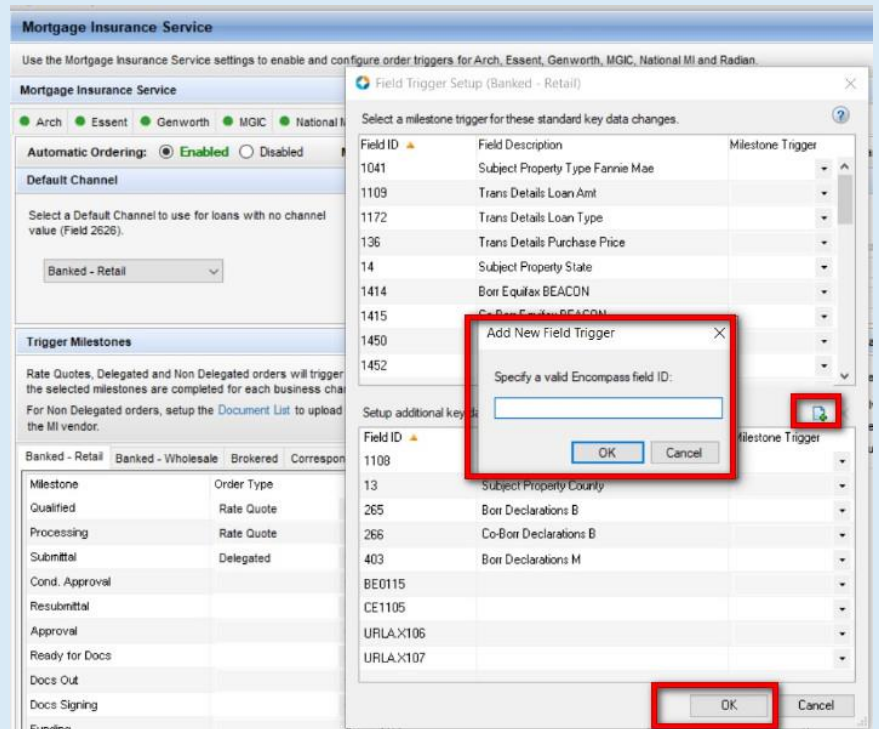 Mortgage Insurance Service
Use the Mortgage Insurance Service settings to enable and configure order triggers for Arch, Essent, Genworth, MGIC, National MI and Radian.
Mortgage Insurance Service
Arch Essent Genworth MGIC National
Automatic Ordering: Enabled Disabled
Default Channel
Select a Default Channel to use for loans with no channel
value (Field 2626).
Banked - Retail
Trigger Milestones
Rate Quotes, Delegated and Non Delegated orders will trigger
the selected milestones are completed for each business
For Non Delegated orders, setup the Document List to upload
the MI vendor.
Banked - Retail Banked - Wholesale Brokered
Milestone Order Type
Qualified Rate Quote
Processing Rate Quote
Submittal Delegated
Cond. Approval
Resubmittal
Approval
Ready for Docs
Docs Out
Docs Signing
Funding
Field Trigger Setup (Banked - Retail)
Select a milestone trigger for these standard key data changes.
Field ID Field Description Milestone Trigger
1041 Subject Property Type Fannie Mae
1109 Trans Details Loan Amt
1172 Trans Details Loan Type
136 Trans Details Purchase Price
14 Subject Property State
1414 Borr Equifax BEACON
1415 Co-Borr Equifax BEACON
1450
1452
Setup additional key
Field ID Milestone Trigger
1108
13 Subject Property County
265 Borr Declarations B
266 Co-Borr Declarations B
403 Borr Declarations M
BE0115
CE1105
URLA.X106
URLA.X107
OK Cancel
Add New Field Trigger
Specify a valid Encompass field ID:
OK Cancel